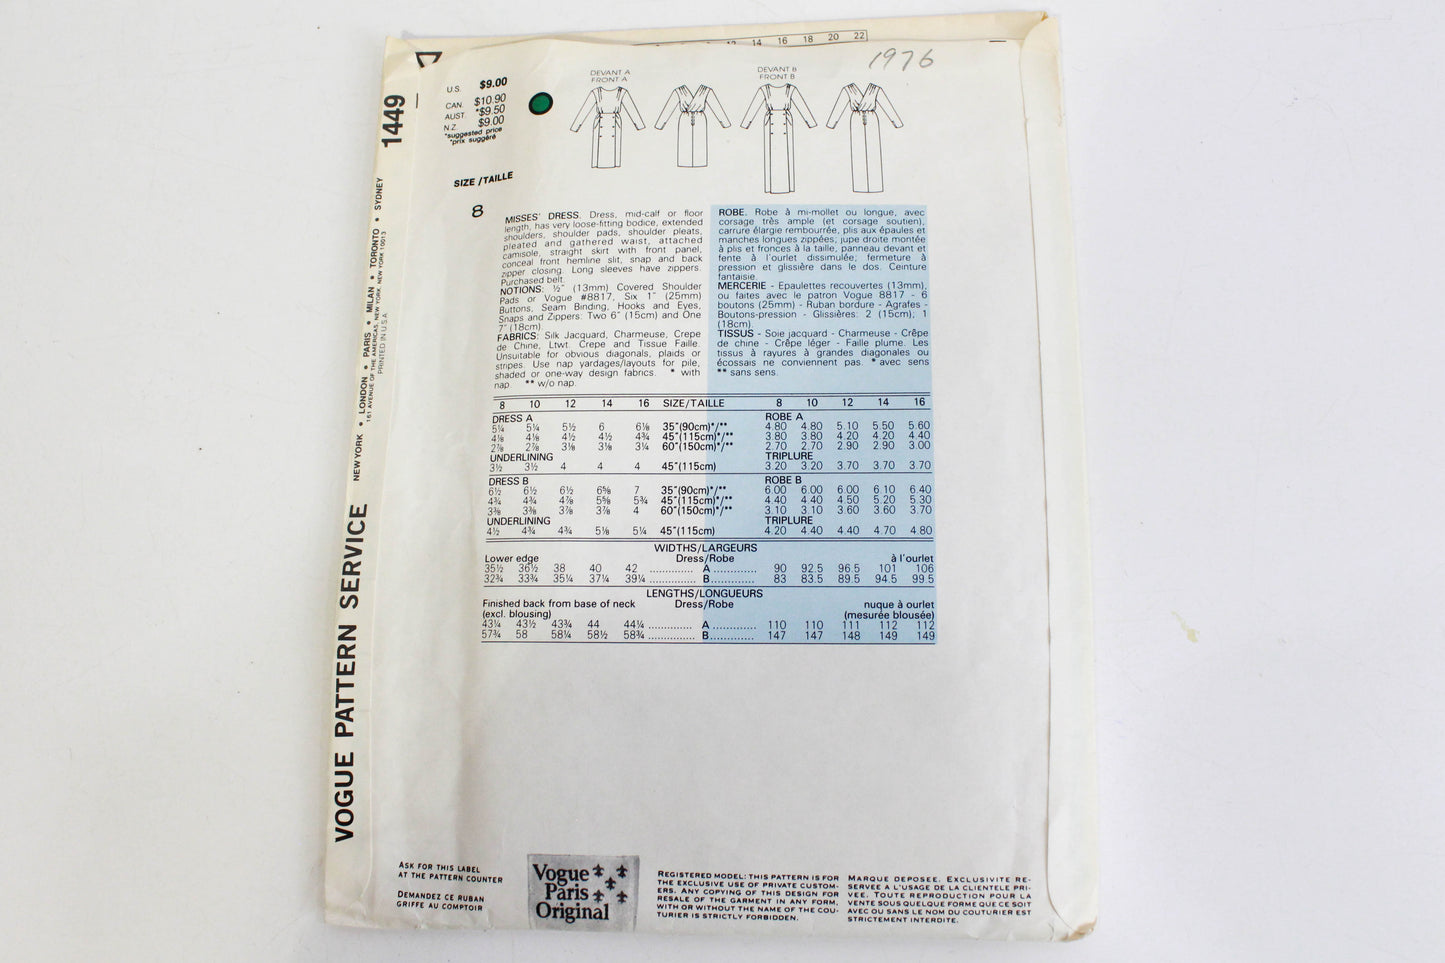 12 14 16 18 20 22
1976
1449
U.S. $9.00
CAN. $10.90
AUST. *$9.50
N.Z. $9.00
*suggested price
*prix suggéré
SIZE /TAILLE
8
DEVANT A
FRONT A
DEVANT B
FRONT B
MISSES' DRESS. Dress, mid-calf or floor
length, has very loose-fitting bodice, extended
shoulders, shoulder pads, shoulder pleats,
pleated and gathered waist, attached
camisole, straight skirt with front panel,
conceal front hemline slit, snap and back
zipper closing. Long sleeves have zippers.
Purchased belt.
NOTIONS: ½" (13mm) Covered Shoulder
Pads or Vogue #8817, Six 1" (25mm)
Buttons, Seam Binding, Hooks and Eyes,
Snaps and Zippers: Two 6" (15cm) and One
7" (18cm).
FABRICS: Silk Jacquard, Charmeuse, Crepe
de Chine, Ltwt. Crepe and Tissue Faille.
Unsuitable for obvious diagonals, plaids or
stripes. Use nap yardages/layouts for pile,
shaded or one-way design fabrics. * with
nap. ** w/o nap.
ROBE. Robe à mi-mollet ou longue, avec
corsage très ample (et corsage soutien),
carrure élargie rembourrée, plis aux épaules et
manches longues zippées; jupe droite montée
à plis et fronces à la taille, panneau devant et
fente à l'ourlet dissimulée; fermeture à
pression et glissière dans le dos. Ceinture
fantaisie.
MERCERIE - Epaulettes recouvertes (13mm),
ou faites avec le patron Vogue 8817 - 6
boutons (25mm) - Ruban bordure - Agrafes -
Boutons-pression - Glissières: 2 (15cm); 1
(18cm).
TISSUS - Soie jacquard - Charmeuse - Crêpe
de chine - Crêpe léger - Faille plume. Les
tissus à rayures à grandes diagonales ou
écossais ne conviennent pas. * avec sens
** sans sens.
8 10 12 14 16 SIZE/TAILLE 8 10 12 14 16
DRESS A ROBE A
5¼ 5¼ 5½ 6 6⅛ 35"(90cm)*/** 4.80 4.80 5.10 5.50 5.60
4⅛ 4⅛ 4½ 4½ 4¾ 45"(115cm)*/** 3.80 3.80 4.20 4.20 4.40
2⅞ 2⅞ 3⅛ 3⅛ 3¼ 60"(150cm)*/** 2.70 2.70 2.90 2.90 3.00
UNDERLINING TRIPLURE
3½ 3½ 4 4 4 45"(115cm) 3.20 3.20 3.70 3.70 3.70
DRESS B ROBE B
6½ 6½ 6½ 6⅝ 7 35"(90cm)*/** 6.00 6.00 6.00 6.10 6.40
4¾ 4¾ 4⅞ 5⅝ 5¾ 45"(115cm)*/** 4.40 4.40 4.50 5.20 5.30
3⅜ 3⅜ 3⅞ 3⅞ 4 60"(150cm)*/** 3.10 3.10 3.60 3.60 3.70
UNDERLINING TRIPLURE
4½ 4¾ 4¾ 5⅛ 5¼ 45"(115cm) 4.20 4.40 4.40 4.70 4.80
WIDTHS/LARGEURS
Lower edge Dress/Robe à l'ourlet
35½ 36½ 38 40 42 .............. A .............. 90 92.5 96.5 101 106
32¾ 33¾ 35¼ 37¼ 39¼ .............. B .............. 83 83.5 89.5 94.5 99.5
LENGTHS/LONGUEURS
Finished back from base of neck Dress/Robe nuque à ourlet
(excl. blousing) (mesurée blousée)
43¼ 43½ 43¾ 44 44¼ .............. A .............. 110 110 111 112 112
57¾ 58 58¼ 58½ 58¾ .............. B .............. 147 147 148 149 149
VOGUE PATTERN SERVICE
NEW YORK • LONDON • PARIS • MILAN • TORONTO • SYDNEY
161 AVENUE OF THE AMERICAS, NEW YORK, NEW YORK 10013
PRINTED IN U.S.A.
ASK FOR THIS LABEL
AT THE PATTERN COUNTER
DEMANDEZ CE RUBAN
GRIFFE AU COMPTOIR
Vogue
Paris
Original
REGISTERED MODEL: THIS PATTERN IS FOR
THE EXCLUSIVE USE OF PRIVATE CUSTOM-
ERS. ANY COPYING OF THIS DESIGN FOR
RESALE OF THE GARMENT IN ANY FORM,
WITH OR WITHOUT THE NAME OF THE COU-
TURIER IS STRICTLY FORBIDDEN.
MARQUE DEPOSEE. EXCLUSIVITE RE-
SERVEE A L'USAGE DE LA CLIENTELE PRI-
VEE. TOUTE REPRODUCTION POUR LA
VENTE SOUS QUELQUE FORME QUE CE SOIT
AVEC OU SANS LE NOM DU COUTURIER EST
STRICTEMENT INTERDITE.